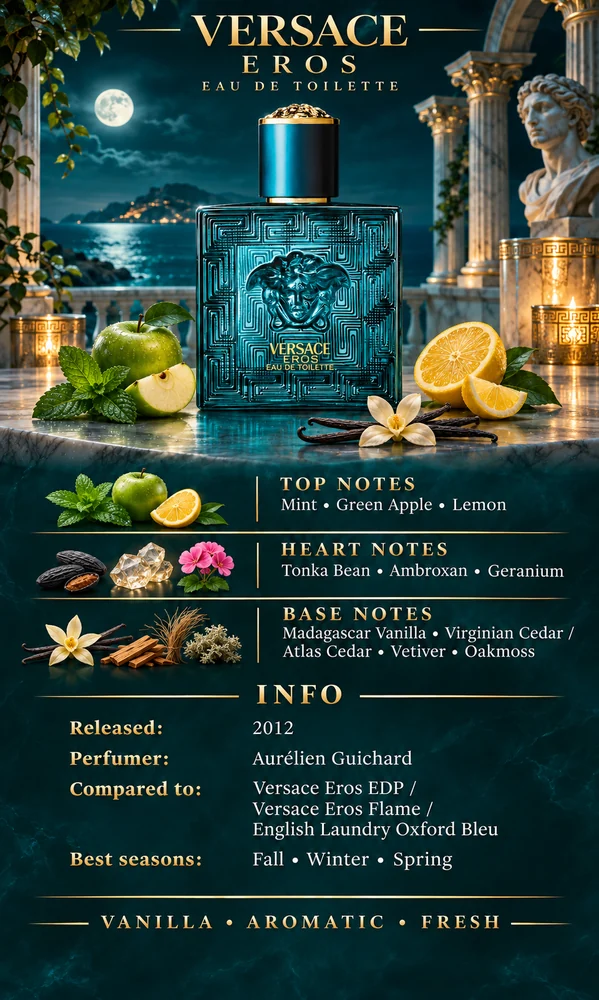 VERSACE
EROS
EAU DE TOILETTE
VERSACE
EROS
EAU DE TOILETTE
TOP NOTES
Mint • Green Apple • Lemon
HEART NOTES
Tonka Bean • Ambroxan • Geranium
BASE NOTES
Madagascar Vanilla • Virginian Cedar /
Atlas Cedar • Vetiver • Oakmoss
INFO
Released: 2012
Perfumer: Aurélien Guichard
Compared to: Versace Eros EDP /
Versace Eros Flame /
English Laundry Oxford Bleu
Best seasons: Fall • Winter • Spring
VANILLA • AROMATIC • FRESH